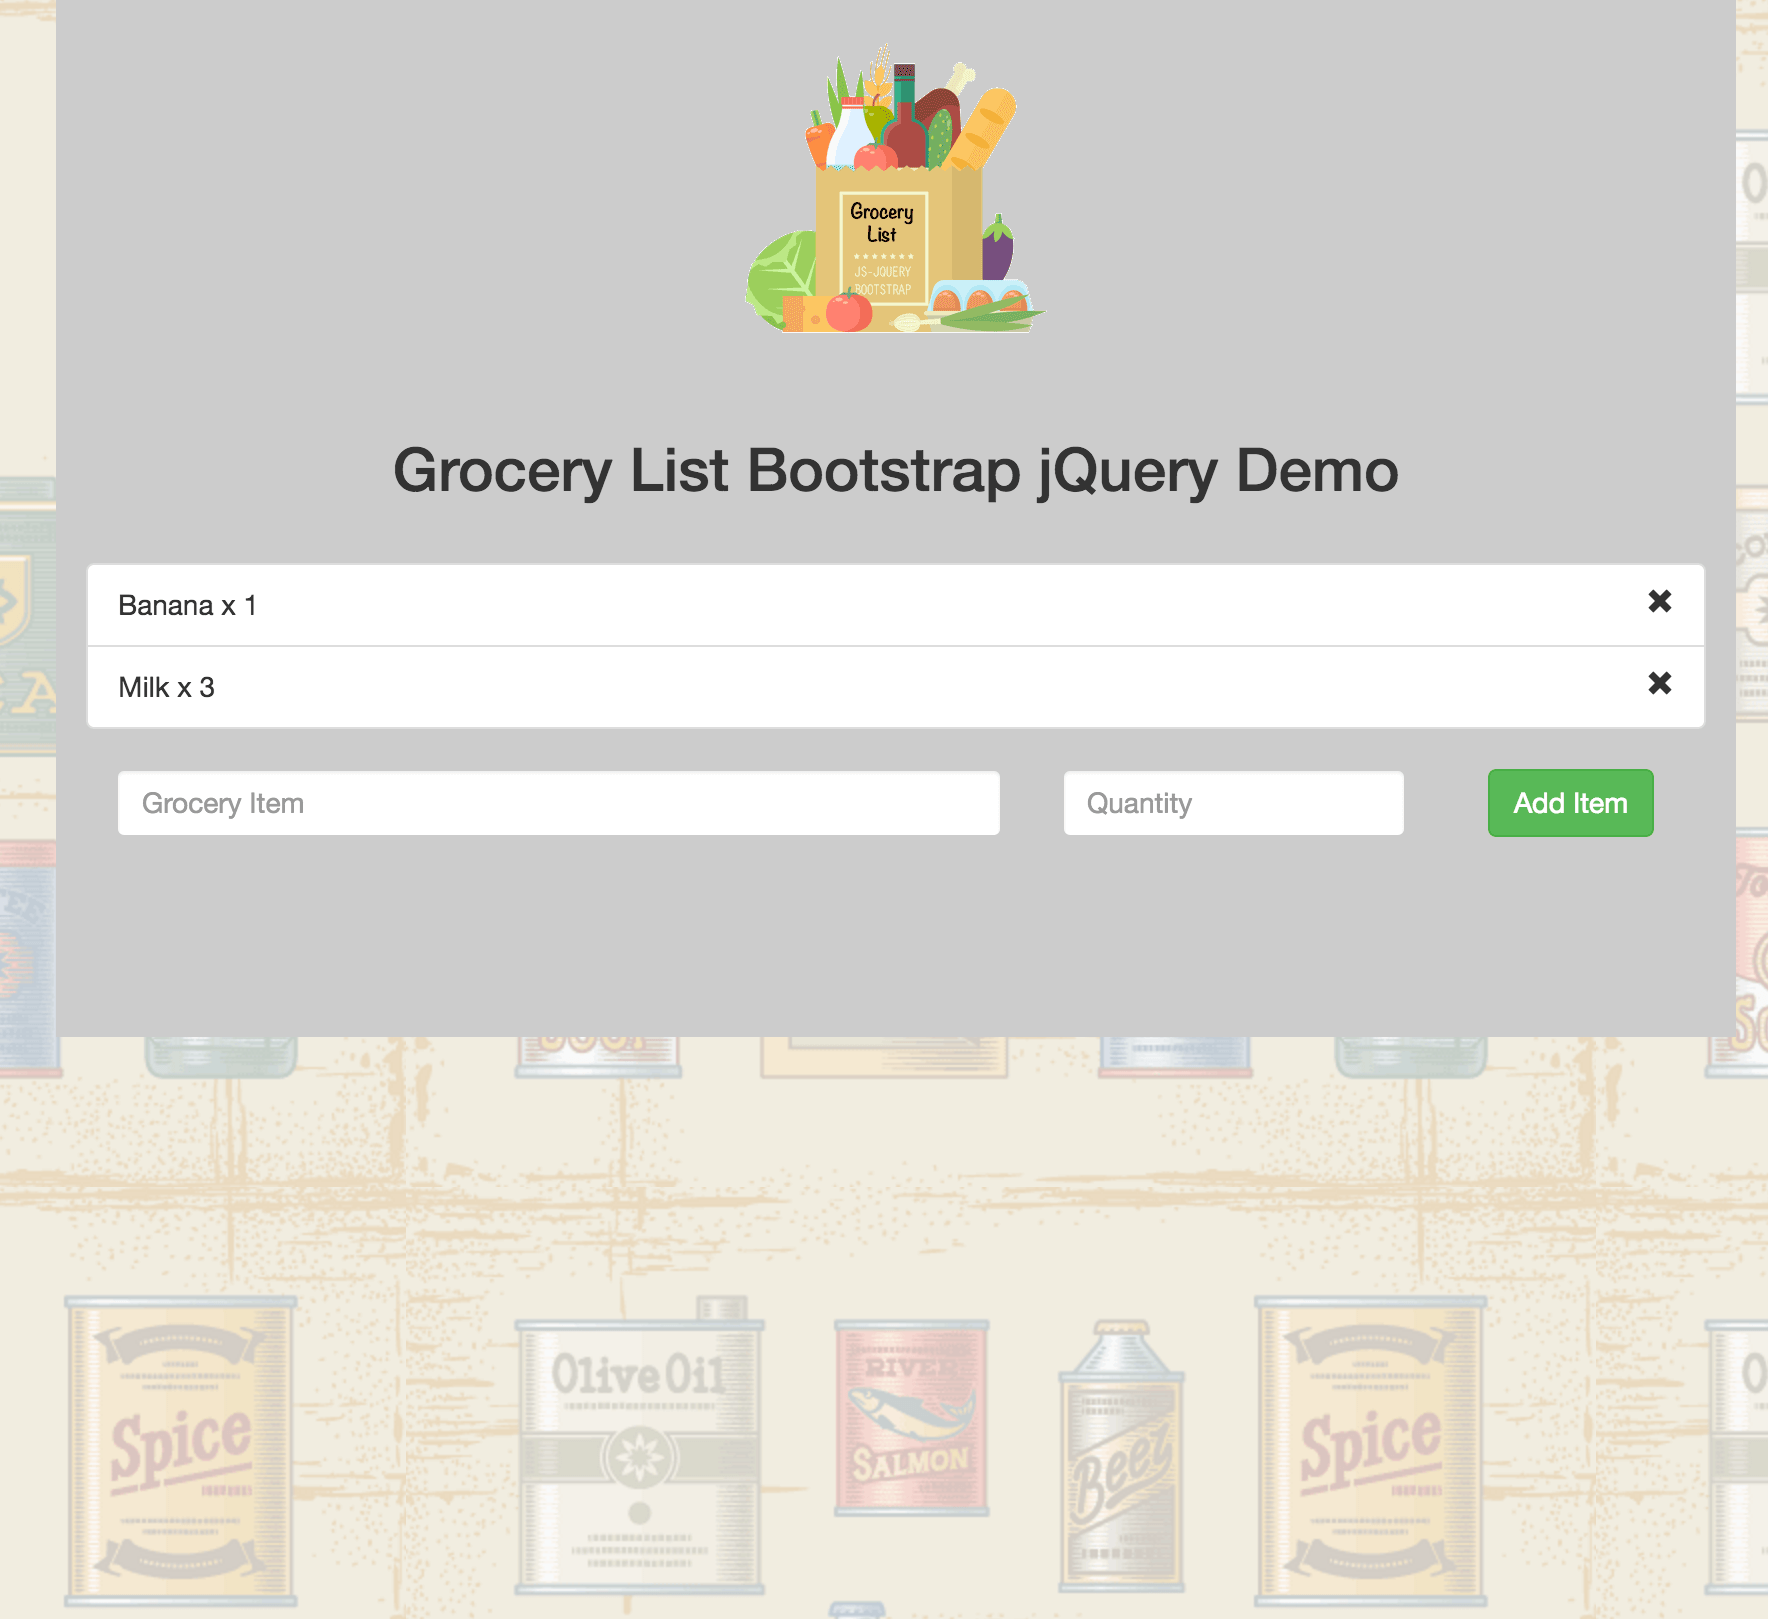 Grocery
List
JS-JQUERY
BOOTSTRAP
Grocery List Bootstrap jQuery Demo
Banana x 1
Milk x 3
Grocery Item
Quantity
Add Item
Spice
Olive Oil
RIVER
SALMON
Beer
Spice